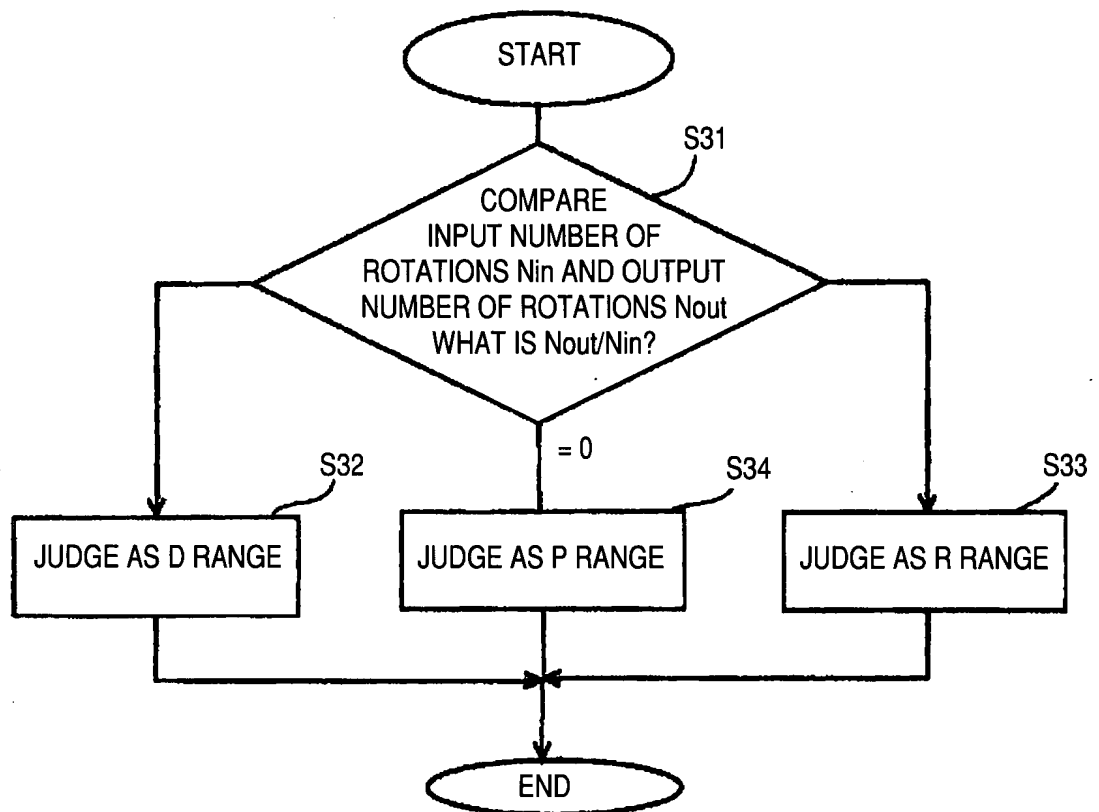 START
S31
COMPARE
INPUT NUMBER OF
ROTATIONS Nin AND OUTPUT
NUMBER OF ROTATIONS Nout
WHAT IS Nout/Nin?
= 0
S32
S34
S33
JUDGE AS D RANGE
JUDGE AS P RANGE
JUDGE AS R RANGE
END